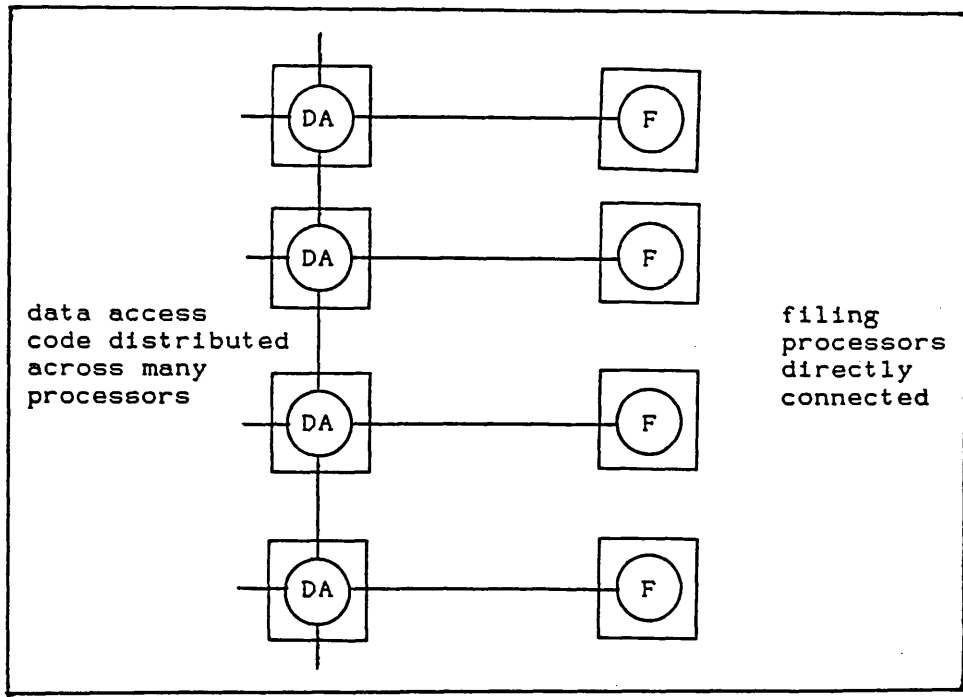 DA F
DA F
data access
code distributed
across many
processors
filing
processors
directly
connected
DA F
DA F